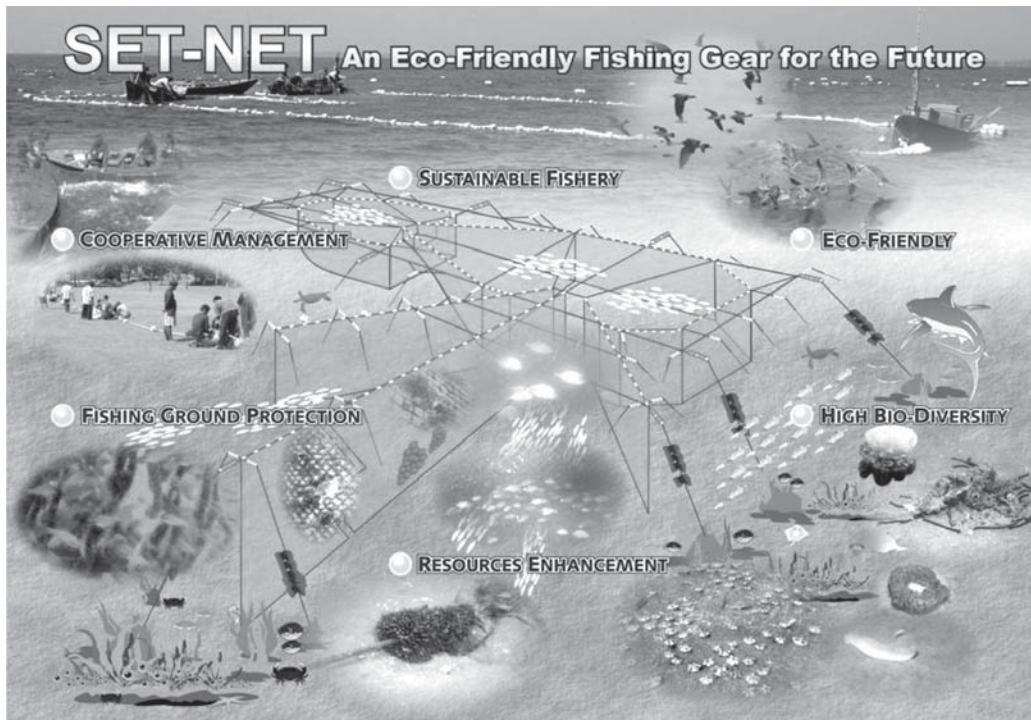 SET-NET An Eco-Friendly Fishing Gear for the Future
SUSTAINABLE FISHERY
COOPERATIVE MANAGEMENT
ECO-FRIENDLY
FISHING GROUND PROTECTION
HIGH BIO-DIVERSITY
RESOURCES ENHANCEMENT